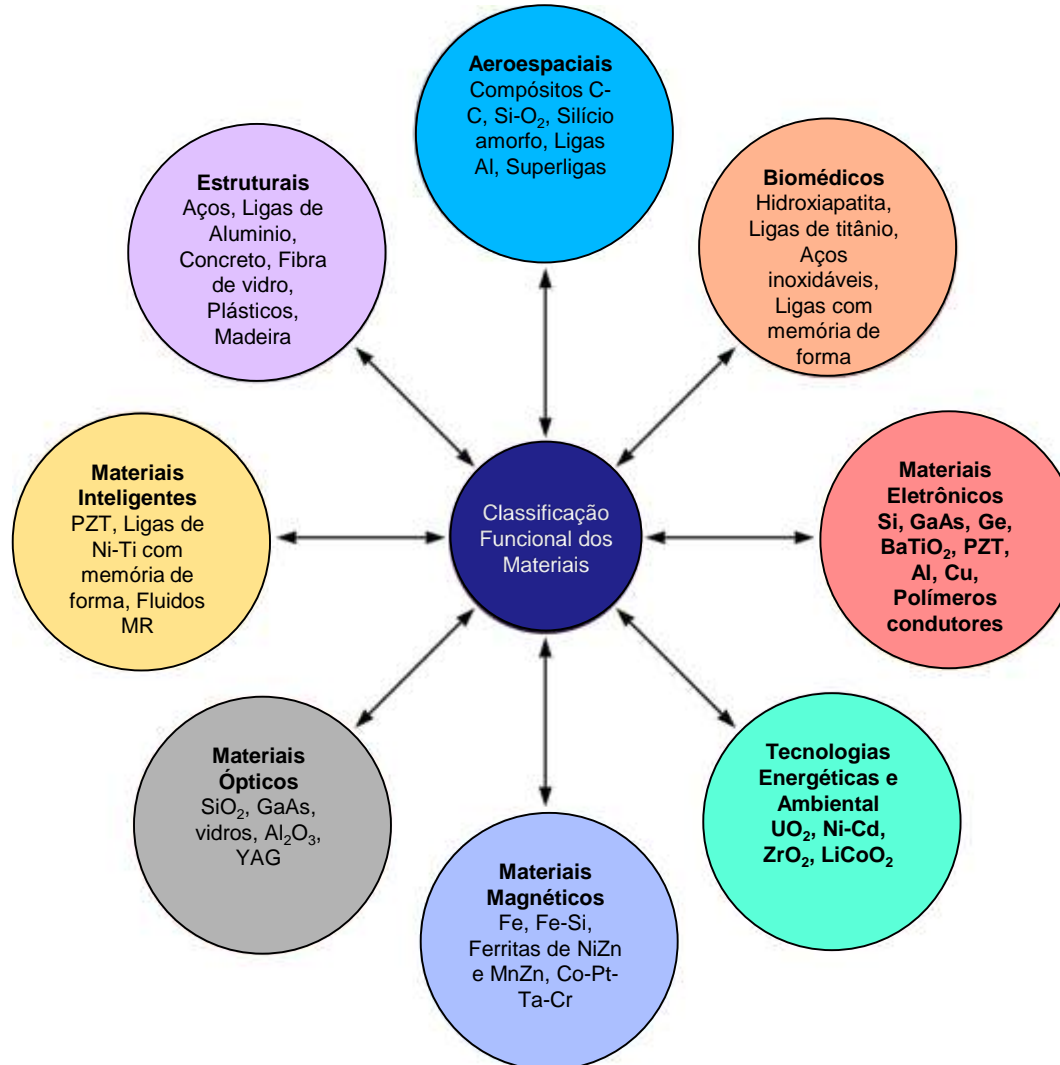 Aeroespaciais
Compósitos C-
C, Si-O₂, Silício
amorfo, Ligas
Al, Superligas
Estruturais
Aços, Ligas de
Aluminio,
Concreto, Fibra
de vidro,
Plásticos,
Madeira
Biomédicos
Hidroxiapatita,
Ligas de titânio,
Aços
inoxidáveis,
Ligas com
memória de
forma
Materiais
Inteligentes
PZT, Ligas de
Ni-Ti com
memória de
forma, Fluidos
MR
Classificação
Funcional dos
Materiais
Materiais
Eletrônicos
Si, GaAs, Ge,
BaTiO₂, PZT,
Al, Cu,
Polímeros
condutores
Materiais
Ópticos
SiO₂, GaAs,
vidros, Al₂O₃,
YAG
Tecnologias
Energéticas e
Ambiental
UO₂, Ni-Cd,
ZrO₂, LiCoO₂
Materiais
Magnéticos
Fe, Fe-Si,
Ferritas de NiZn
e MnZn, Co-Pt-
Ta-Cr